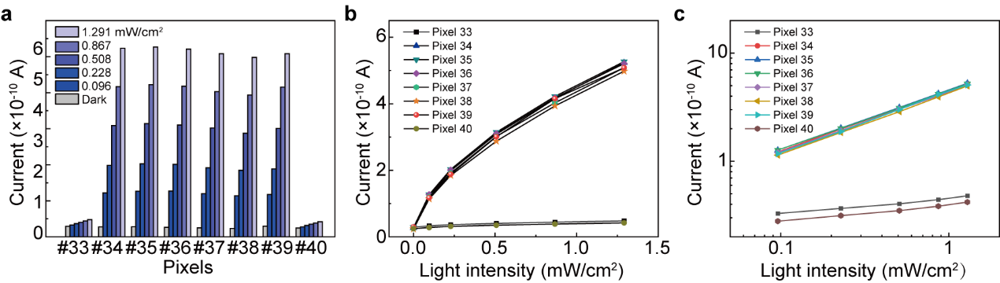 a
1.291 mW/cm²
0.867
0.508
0.228
0.096
Dark
Current (×10⁻¹⁰ A)
6
5
4
3
2
1
0
#33 #34 #35 #36 #37 #38 #39 #40
Pixels
b
Pixel 33
Pixel 34
Pixel 35
Pixel 36
Pixel 37
Pixel 38
Pixel 39
Pixel 40
Current (×10⁻¹⁰ A)
6
4
2
0
0.0 0.5 1.0 1.5
Light intensity (mW/cm²)
c
Pixel 33
Pixel 34
Pixel 35
Pixel 36
Pixel 37
Pixel 38
Pixel 39
Pixel 40
Current (×10⁻¹⁰ A)
10
1
0.1 1
Light intensity (mW/cm²)